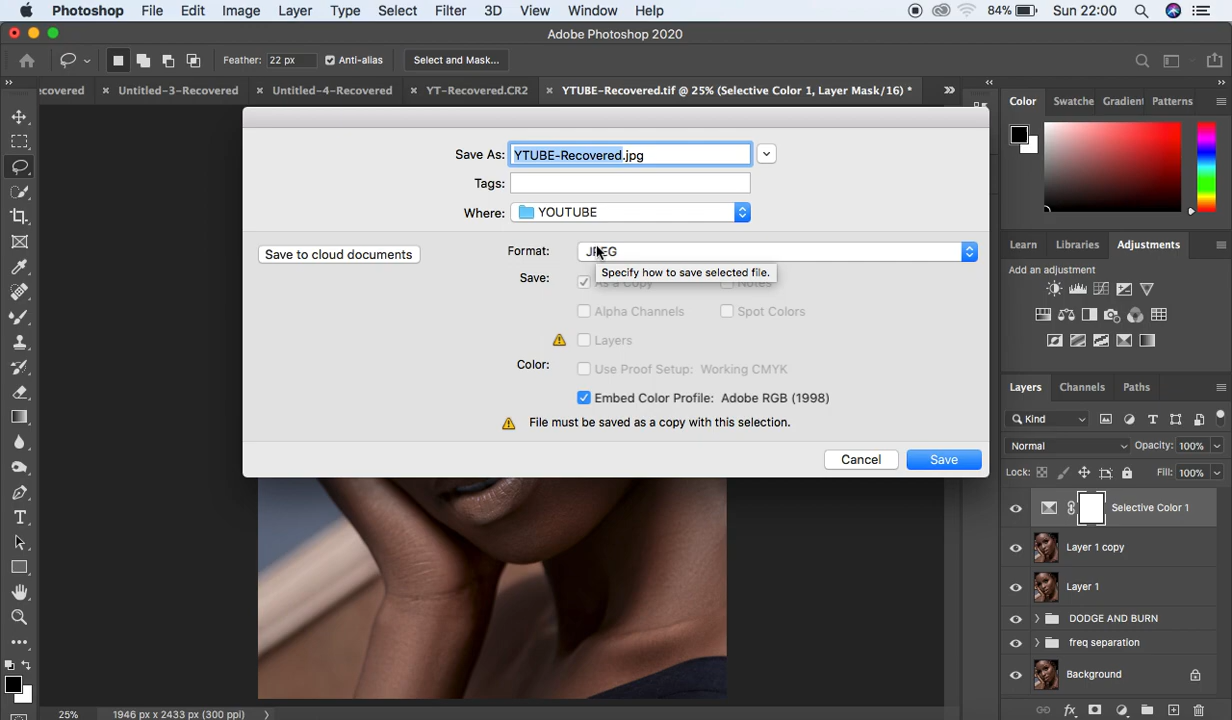 Photoshop File Edit Image Layer Type Select Filter 3D View Window Help 84% Sun 22:00
Adobe Photoshop 2020
Feather: 22 px Anti-alias Select and Mask...
ecovered × Untitled-3-Recovered × Untitled-4-Recovered × YT-Recovered.CR2 × YTUBE-Recovered.tif @ 25% (Selective Color 1, Layer Mask/16) *
Color Swatche Gradien Patterns
Save As: YTUBE-Recovered.jpg
Tags:
Where: YOUTUBE
Save to cloud documents
Format: JPEG
Specify how to save selected file.
Save: As a Copy Notes
Alpha Channels Spot Colors
Layers
Color: Use Proof Setup: Working CMYK
Embed Color Profile: Adobe RGB (1998)
File must be saved as a copy with this selection.
Cancel Save
Learn Libraries Adjustments
Add an adjustment
Layers Channels Paths
Kind
Normal Opacity: 100%
Lock: Fill: 100%
Selective Color 1
Layer 1 copy
Layer 1
DODGE AND BURN
freq separation
Background
25% 1946 px x 2433 px (300 ppi)